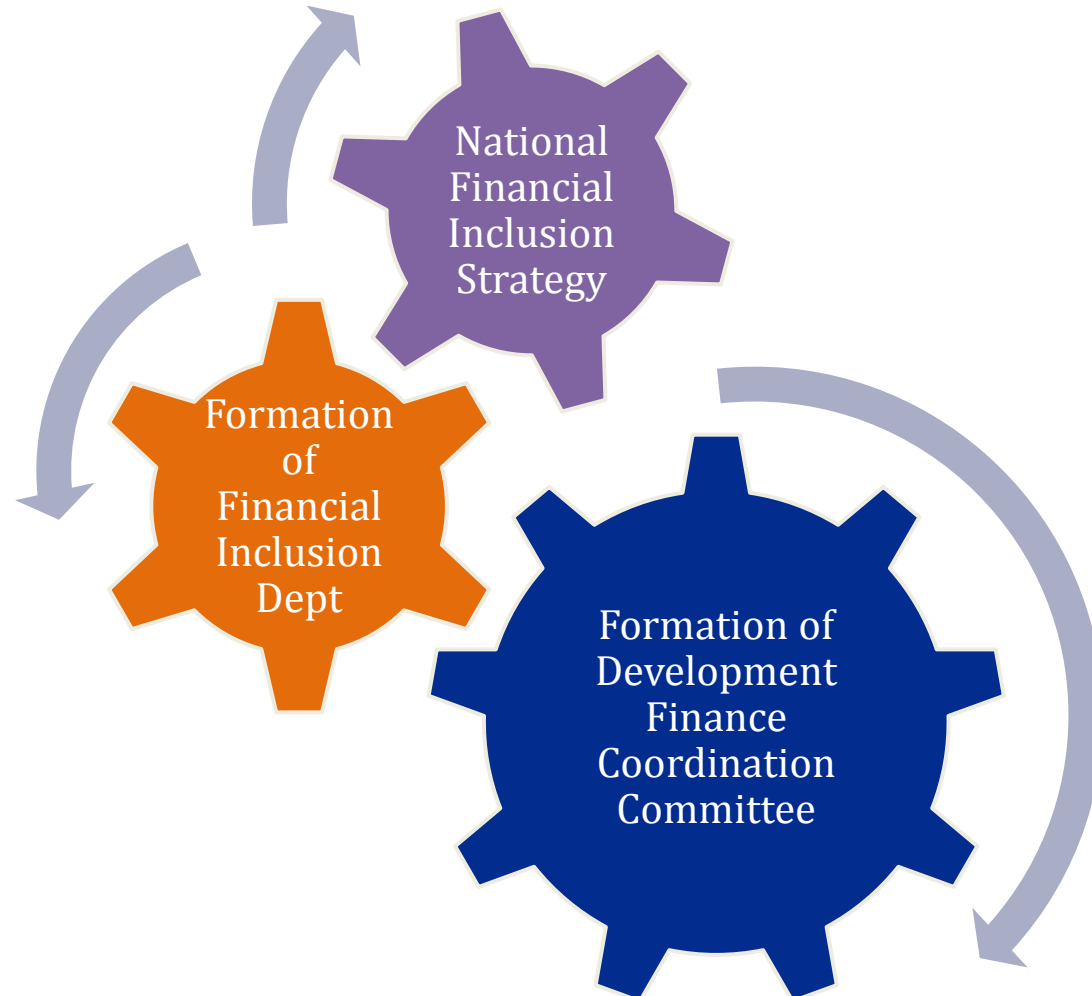 National
Financial
Inclusion
Strategy
Formation
of
Financial
Inclusion
Dept
Formation of
Development
Finance
Coordination
Committee